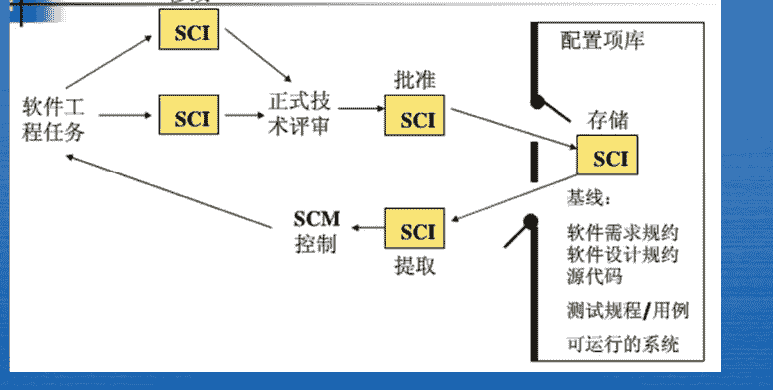 SCI
配置项库
软件工
程任务
SCI
正式技
术评审
批准
SCI
存储
SCI
基线：
软件需求规约
软件设计规约
源代码
测试规程/用例
可运行的系统
SCM
控制
SCI
提取